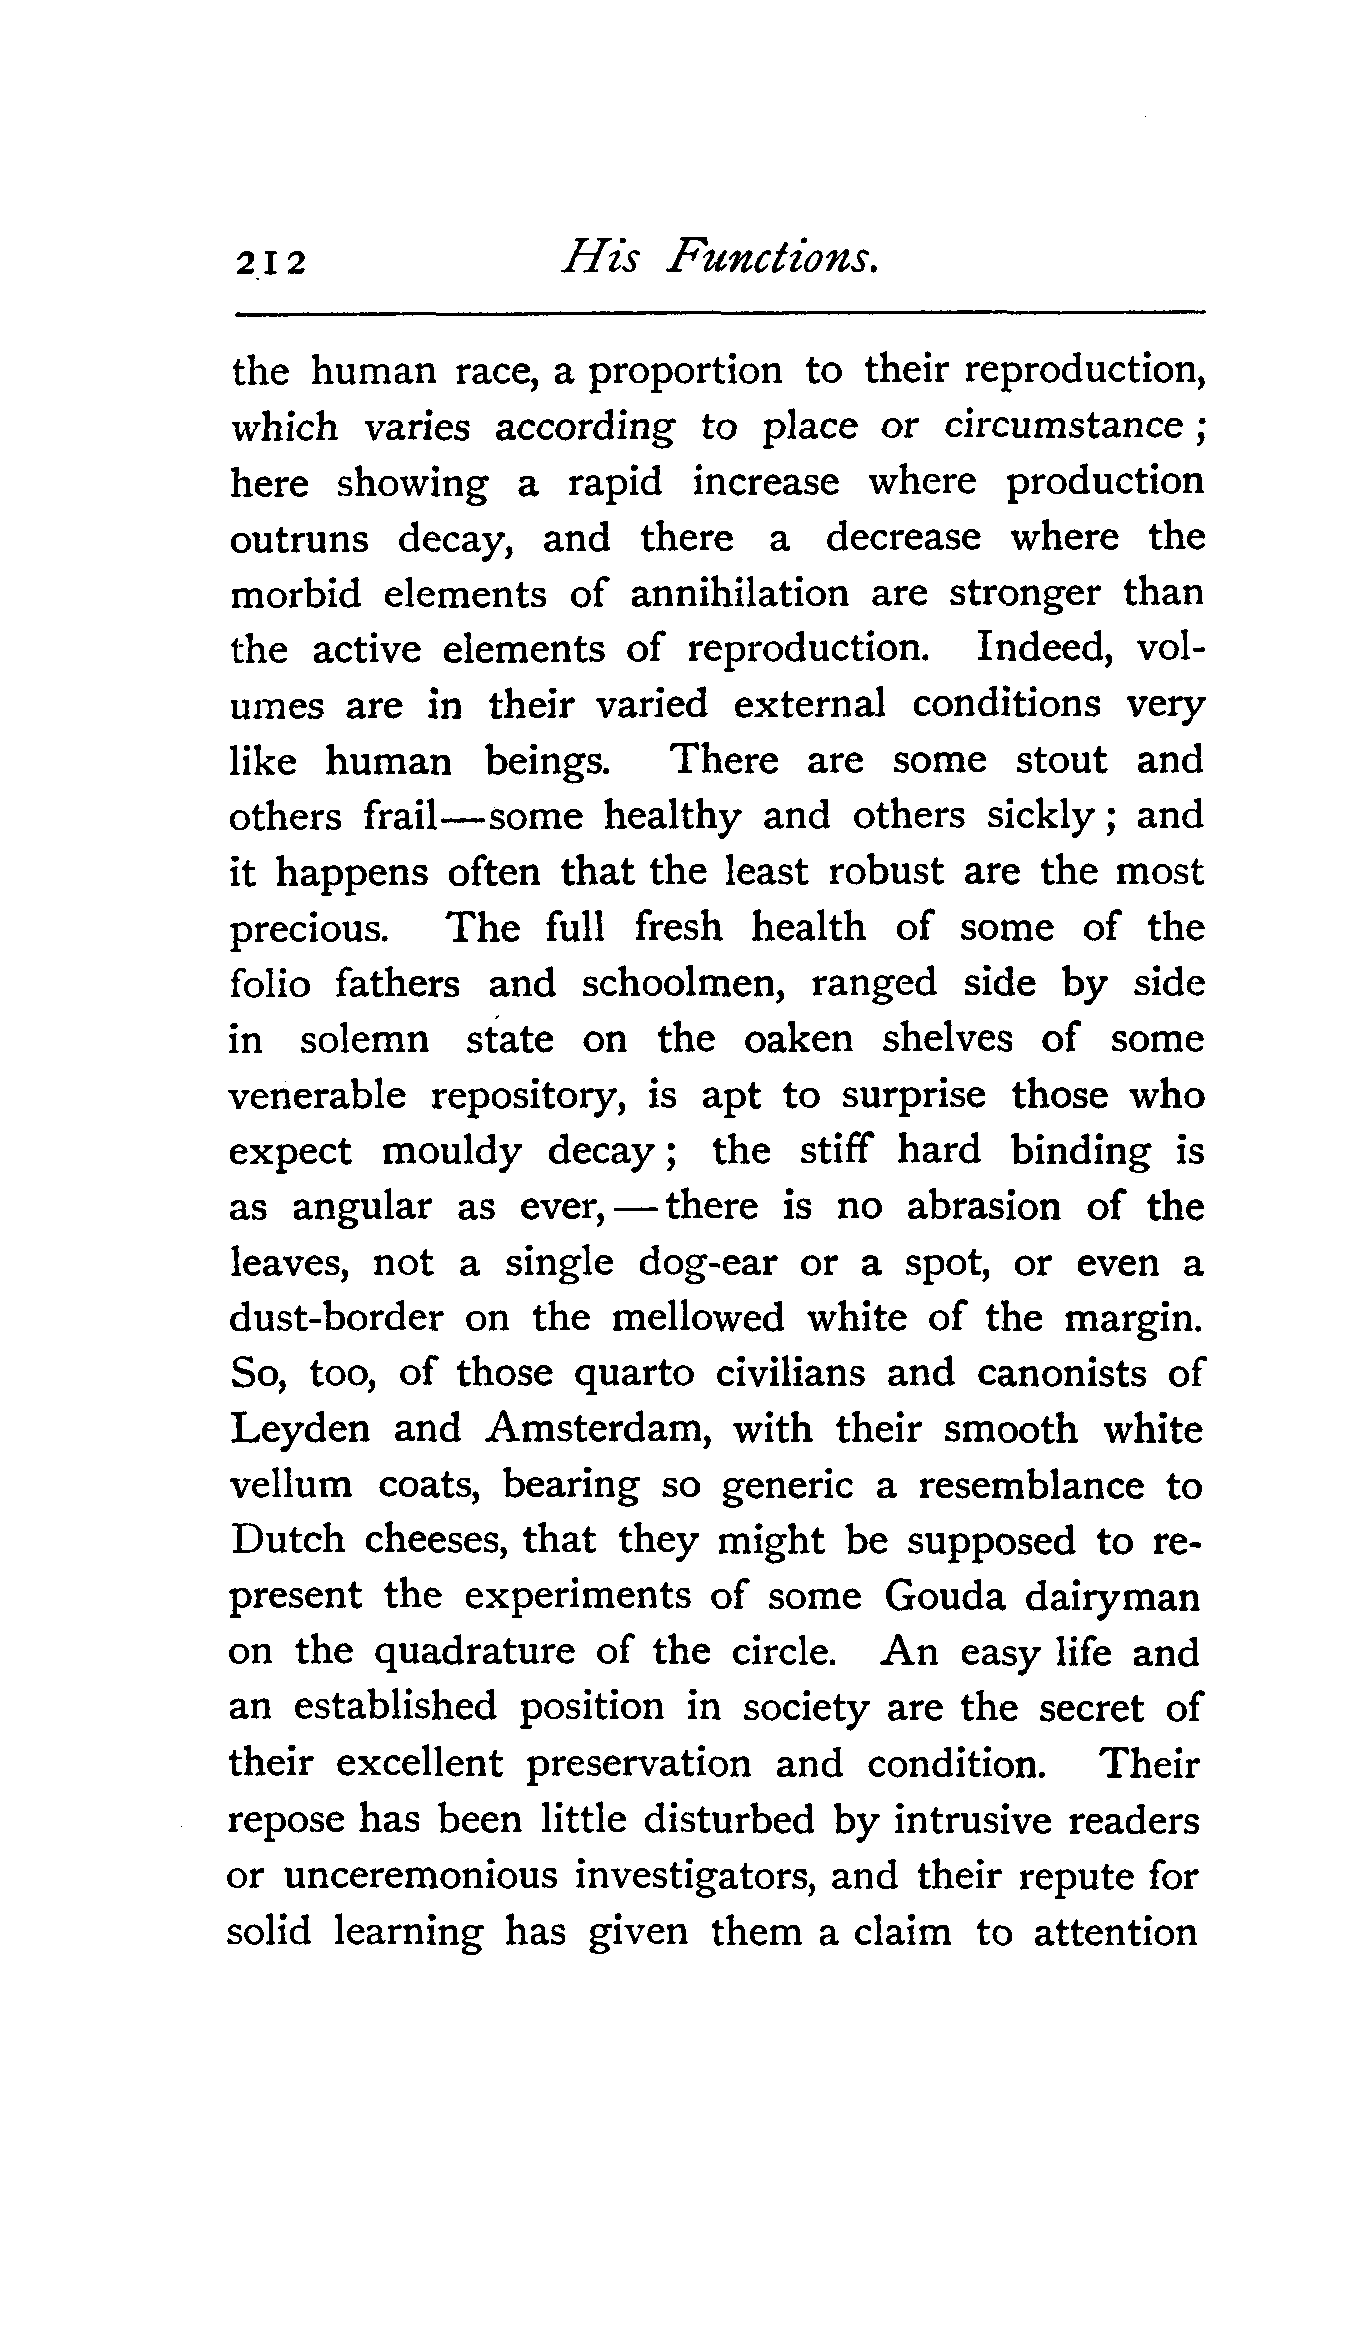 212 His Functions.
the human race, a proportion to their reproduction,
which varies according to place or circumstance ;
here showing a rapid increase where production
outruns decay, and there a decrease where the
morbid elements of annihilation are stronger than
the active elements of reproduction. Indeed, vol-
umes are in their varied external conditions very
like human beings. There are some stout and
others frail—some healthy and others sickly ; and
it happens often that the least robust are the most
precious. The full fresh health of some of the
folio fathers and schoolmen, ranged side by side
in solemn state on the oaken shelves of some
venerable repository, is apt to surprise those who
expect mouldy decay ; the stiff hard binding is
as angular as ever, — there is no abrasion of the
leaves, not a single dog-ear or a spot, or even a
dust-border on the mellowed white of the margin.
So, too, of those quarto civilians and canonists of
Leyden and Amsterdam, with their smooth white
vellum coats, bearing so generic a resemblance to
Dutch cheeses, that they might be supposed to re-
present the experiments of some Gouda dairyman
on the quadrature of the circle. An easy life and
an established position in society are the secret of
their excellent preservation and condition. Their
repose has been little disturbed by intrusive readers
or unceremonious investigators, and their repute for
solid learning has given them a claim to attention